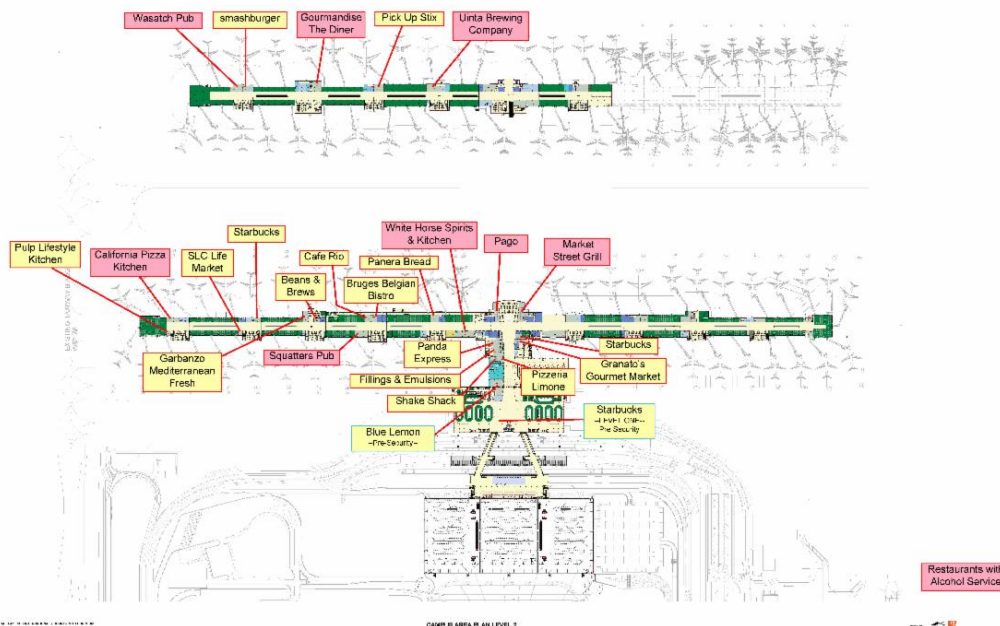 Wasatch Pub
smashburger
Gourmandise
The Diner
Pick Up Stix
Uinta Brewing
Company
Pulp Lifestyle
Kitchen
California Pizza
Kitchen
SLC Life
Market
Starbucks
Beans &
Brews
Cafe Rio
Bruges Belgian
Bistro
Panera Bread
White Horse Spirits
& Kitchen
Pago
Market
Street Grill
Garbanzo
Mediterranean
Fresh
Squatters Pub
Panda
Express
Fillings & Emulsions
Shake Shack
Blue Lemon
--Pre-Security--
Pizzeria
Limone
Starbucks
Granato's
Gourmet Market
Starbucks
--LEVEL ONE--
Pre Security
Restaurants with
Alcohol Service